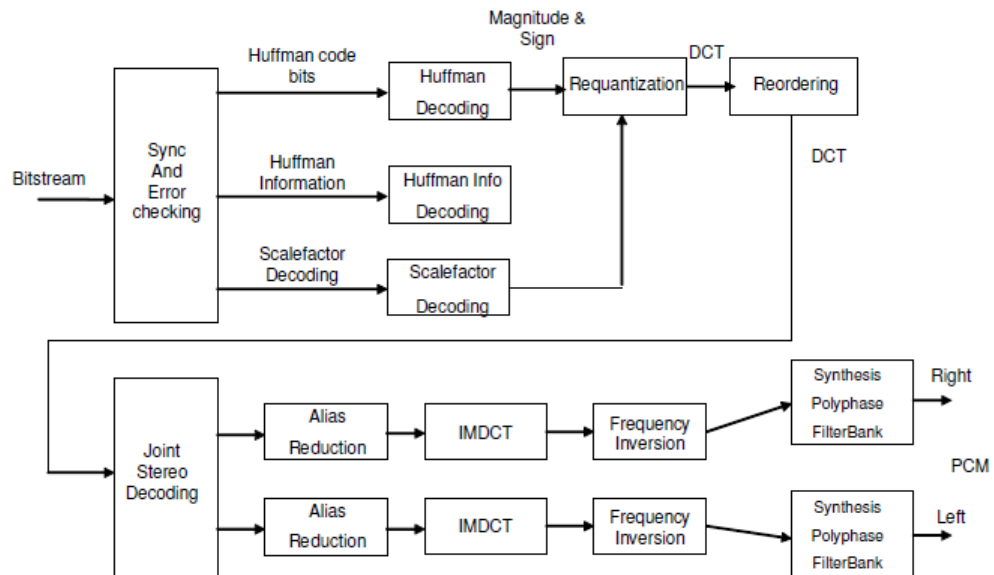 Magnitude &
Sign
DCT
Huffman code
bits
Huffman
Decoding
Requantization
Reordering
DCT
Sync
And
Error
checking
Bitstream
Huffman
Information
Huffman Info
Decoding
Scalefactor
Decoding
Scalefactor
Decoding
Joint
Stereo
Decoding
Alias
Reduction
IMDCT
Frequency
Inversion
Synthesis
Polyphase
FilterBank
Right
PCM
Alias
Reduction
IMDCT
Frequency
Inversion
Synthesis
Polyphase
FilterBank
Left